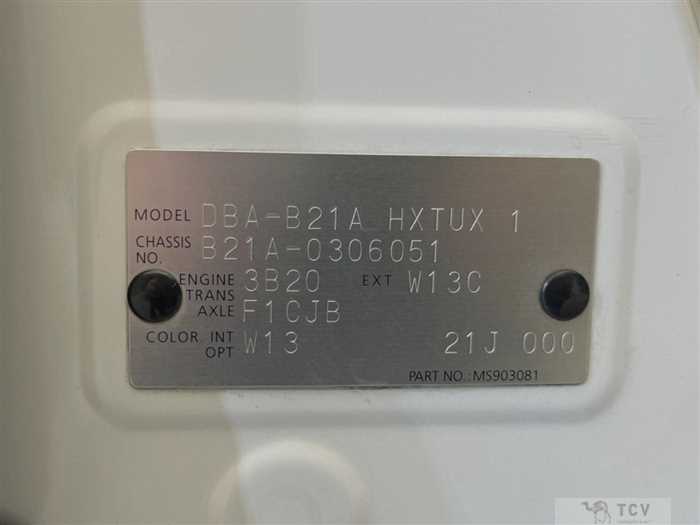 MODEL DBA-B21A HXTUX 1
CHASSIS NO. B21A-0306051
ENGINE 3B20 EXT W13C
TRANS AXLE F1CJB
COLOR INT OPT W13 21J 000
PART NO.: MS903081
TCV